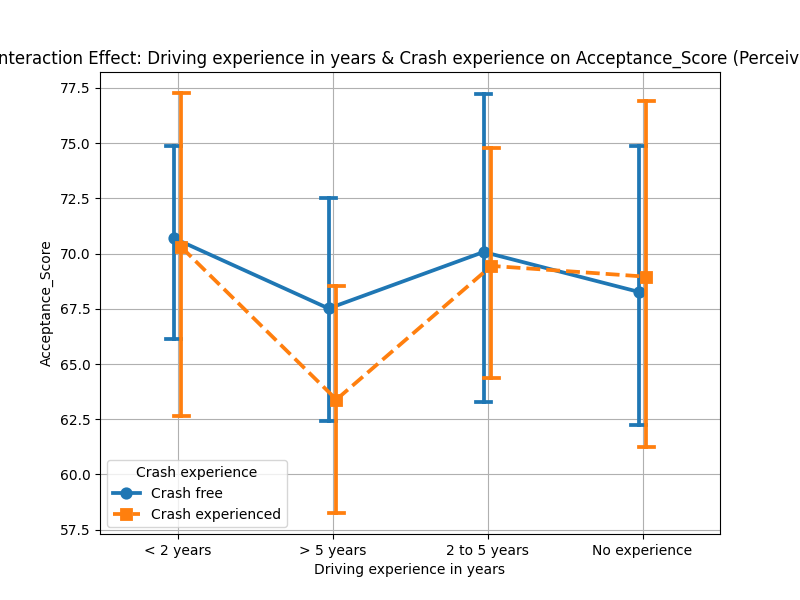 Interaction Effect: Driving experience in years & Crash experience on Acceptance_Score
77.5
75.0
72.5
70.0
67.5
65.0
62.5
60.0
57.5
Acceptance_Score
Crash experience
Crash free
Crash experienced
< 2 years
> 5 years
2 to 5 years
No experience
Driving experience in years